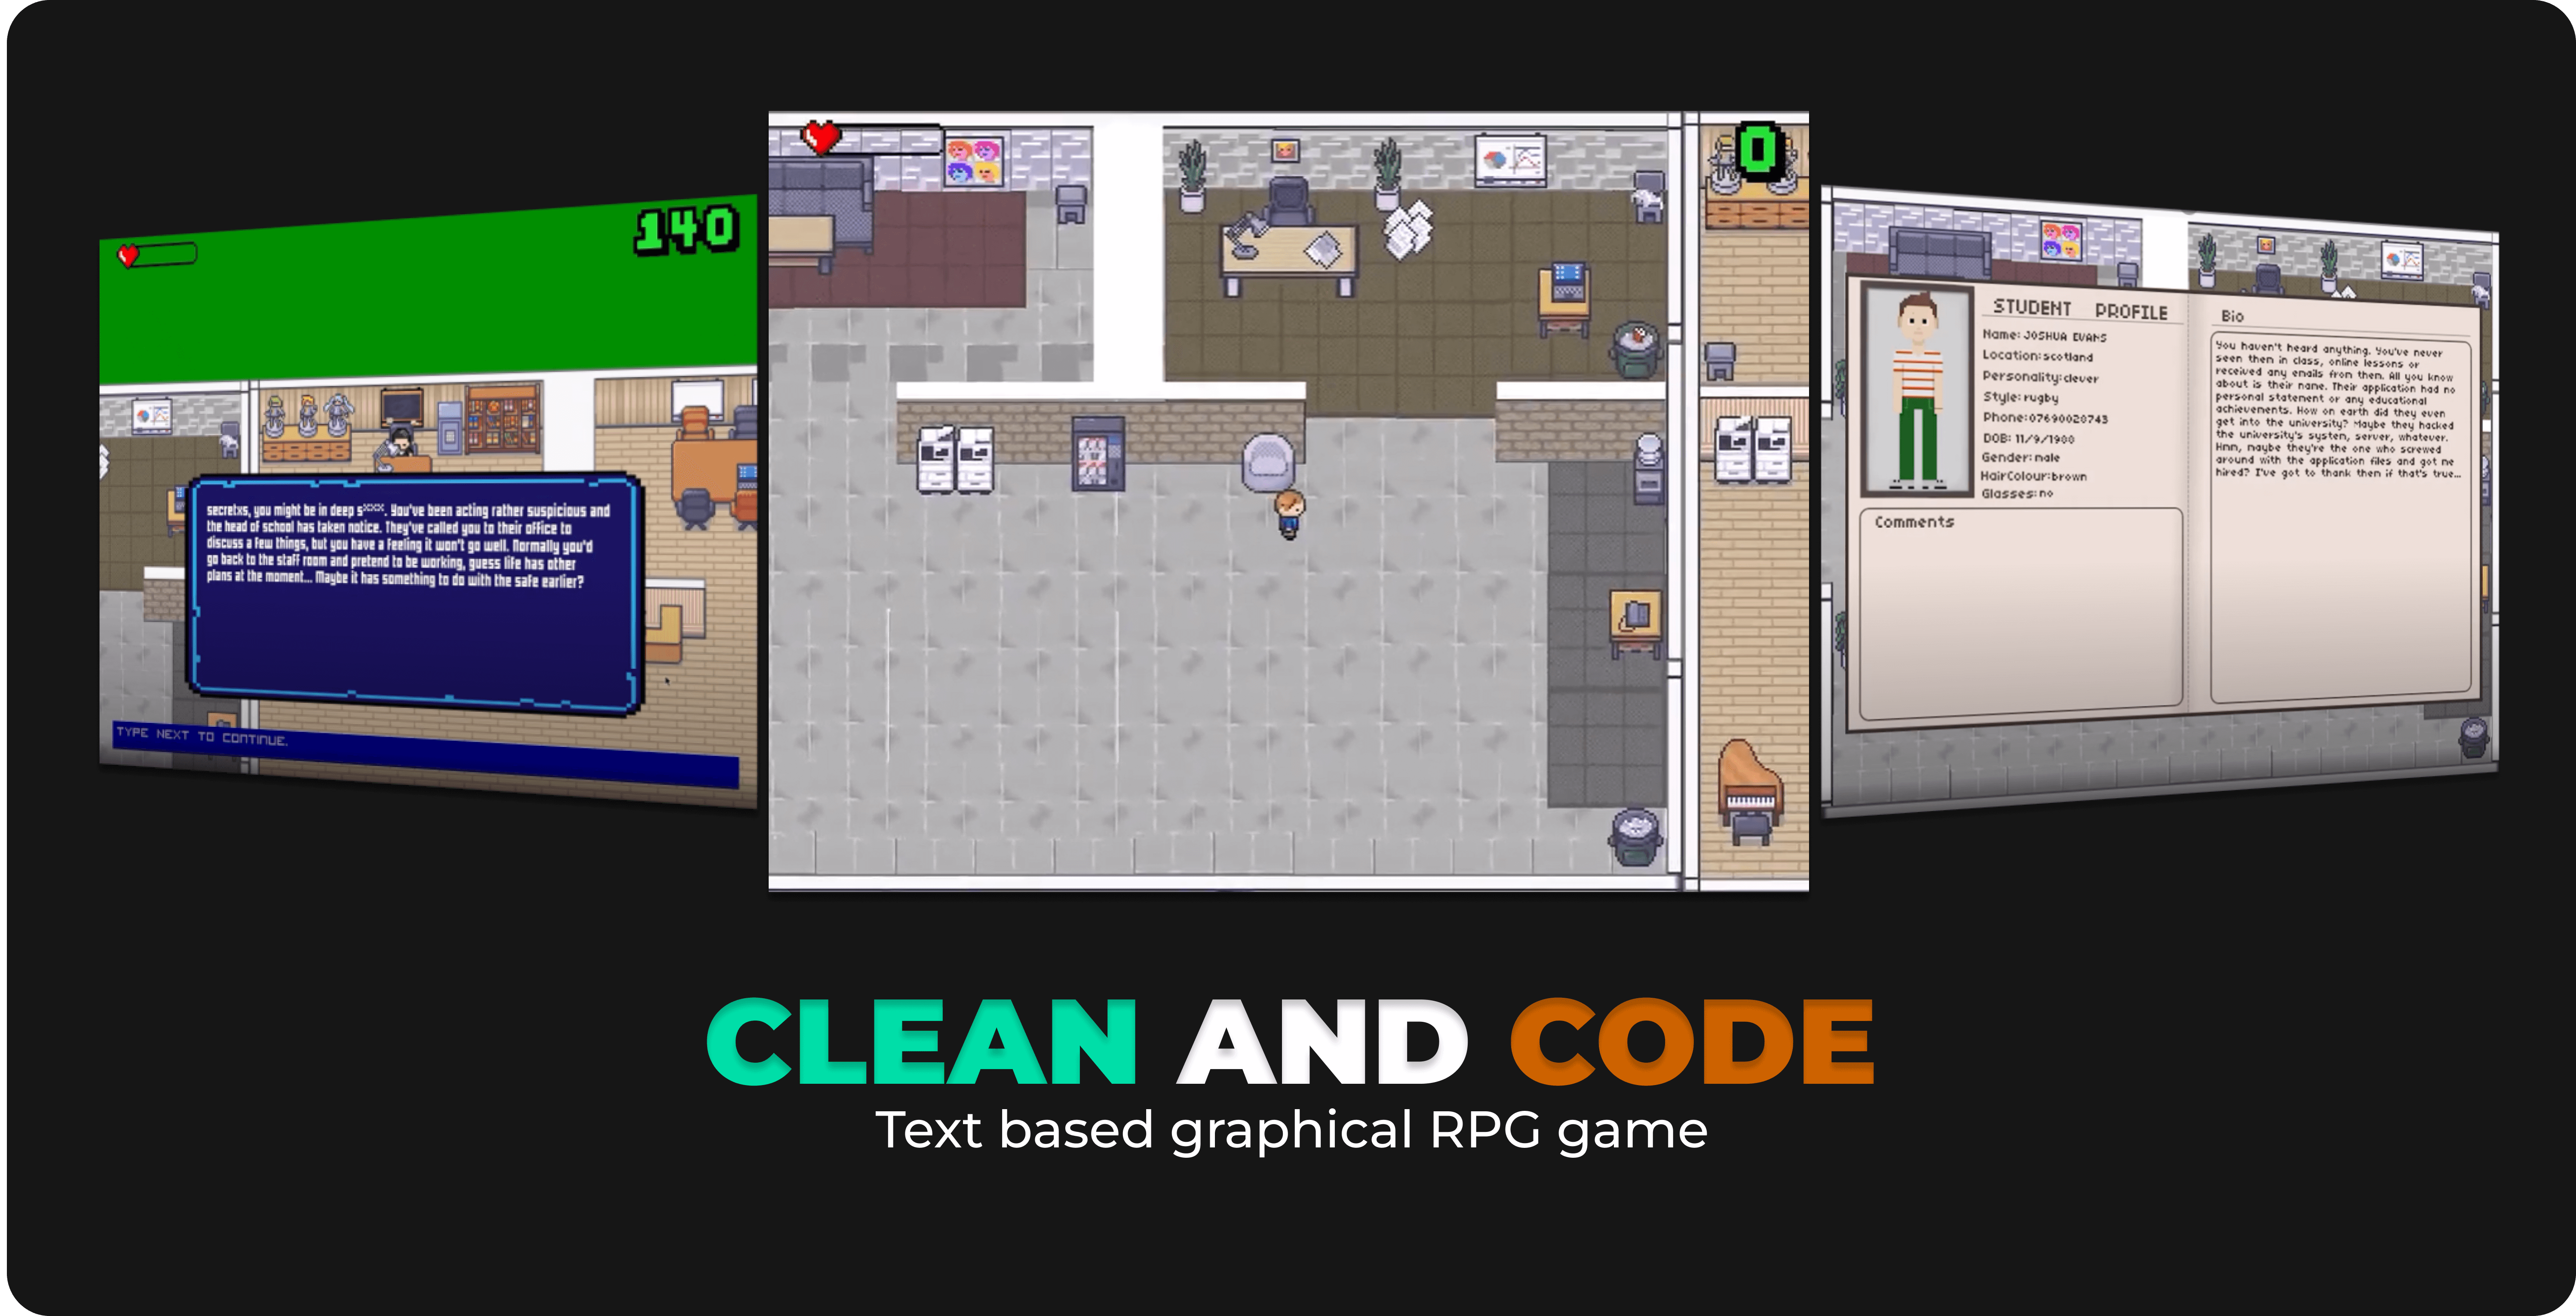 140
secretxs, you might be in deep s***. You've been acting rather suspicious and
the head of school has taken notice. They've called you to their office to
discuss a few things, but you have a feeling it won't go well. Normally you'd
go back to the staff room and pretend to be working, guess life has other
plans at the moment... Maybe it has something to do with the safe earlier?
TYPE NEXT TO CONTINUE.
0
STUDENT PROFILE
Name: JOSHUA EVANS
Location:scotland
Personality:clever
Style: rugby
Phone:07690020743
DOB: 11/9/1980
Gender: male
HairColour:brown
Glasses: no
Comments
Bio
You haven't heard anything. You've never
seen them in class, online lessons or
received any emails from them. All you know
about is their name. Their application had no
personal statement or any educational
achievements. How on earth did they even
get into the university? Maybe they hacked
the university's system, server, whatever.
Hmm, maybe they're the one who screwed
around with the application files and got me
hired? I've got to thank them if that's true...
CLEAN AND CODE
Text based graphical RPG game